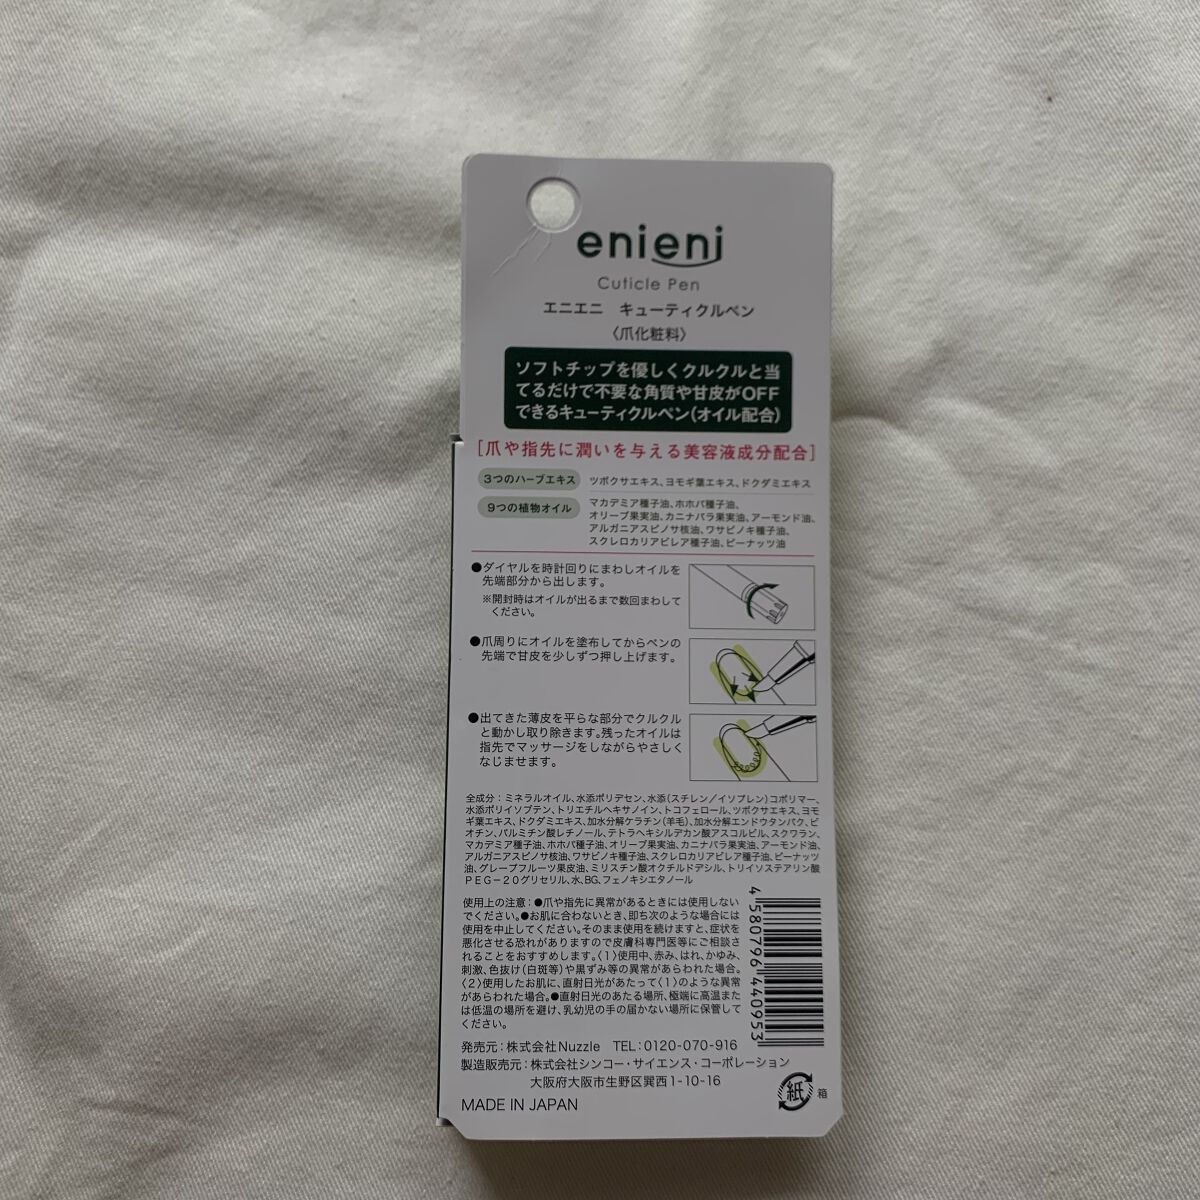 enieni
Cuticle Pen
エニエニ　キューティクルペン
〈爪化粧料〉
ソフトチップを優しくクルクルと当
てるだけで不要な角質や甘皮がOFF
できるキューティクルペン(オイル配合)
[爪や指先に潤いを与える美容液成分配合]
3つのハーブエキス　ツボクサエキス、ヨモギ葉エキス、ドクダミエキス
9つの植物オイル
マカデミア種子油、ホホバ種子油、
オリーブ果実油、カニナバラ果実油、アーモンド油、
アルガニアスピノサ核油、ワサビノキ種子油、
スクレロカリアビレア種子油、ピーナッツ油
●ダイヤルを時計回りにまわしオイルを
先端部分から出します。
※開封時はオイルが出るまで数回まわして
ください。
●爪周りにオイルを塗布してからペンの
先端で甘皮を少しずつ押し上げます。
●出てきた薄皮を平らな部分でクルクル
と動かし取り除きます。残ったオイルは
指先でマッサージをしながらやさしく
なじませます。
全成分：ミネラルオイル、水添ポリデセン、水添(スチレン/イソプレン)コポリマー、
水添ポリイソブテン、トリエチルヘキサノイン、トコフェロール、ツボクサエキス、ヨモ
ギ葉エキス、ドクダミエキス、加水分解ケラチン(羊毛)、加水分解エンドウタンパク、ビ
オチン、パルミチン酸レチノール、テトラヘキシルデカン酸アスコルビル、スクワラン、
マカデミア種子油、ホホバ種子油、オリーブ果実油、カニナバラ果実油、アーモンド油、
アルガニアスピノサ核油、ワサビノキ種子油、スクレロカリアビレア種子油、ピーナッツ
油、グレープフルーツ果皮油、ミリスチン酸オクチルドデシル、トリイソステアリン酸
PEG-20グリセリル、水、BG、フェノキシエタノール
使用上の注意：●爪や指先に異常があるときには使用しない
でください。●お肌に合わないとき、即ち次のような場合には
使用を中止してください。そのまま使用を続けますと、症状を
悪化させる恐れがありますので皮膚科専門医等にご相談さ
れることをおすすめします。〈1〉使用中、赤み、はれ、かゆみ、
刺激、色抜け(白斑等)や黒ずみ等の異常があらわれた場合。
〈2〉使用したお肌に、直射日光があたって〈1〉のような異常
があらわれた場合。●直射日光のあたる場所、極端に高温また
は低温の場所を避け、乳幼児の手の届かない場所に保管して
ください。
4 580796 440953
発売元：株式会社Nuzzle　TEL：0120-070-916
製造販売元：株式会社シンコー・サイエンス・コーポレーション
大阪府大阪市生野区巽西1-10-16
MADE IN JAPAN
紙 箱